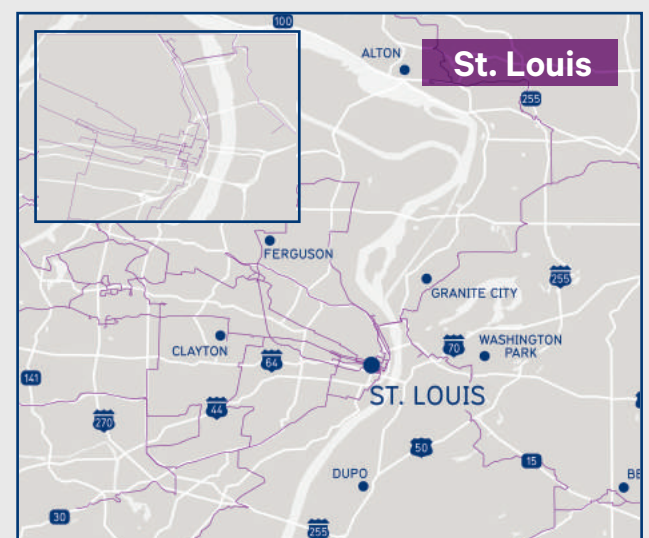 100
ALTON
St. Louis
255
FERGUSON
GRANITE CITY
255
CLAYTON
64
70
WASHINGTON
PARK
141
44
ST. LOUIS
270
50
15
DUPO
BE
30
255